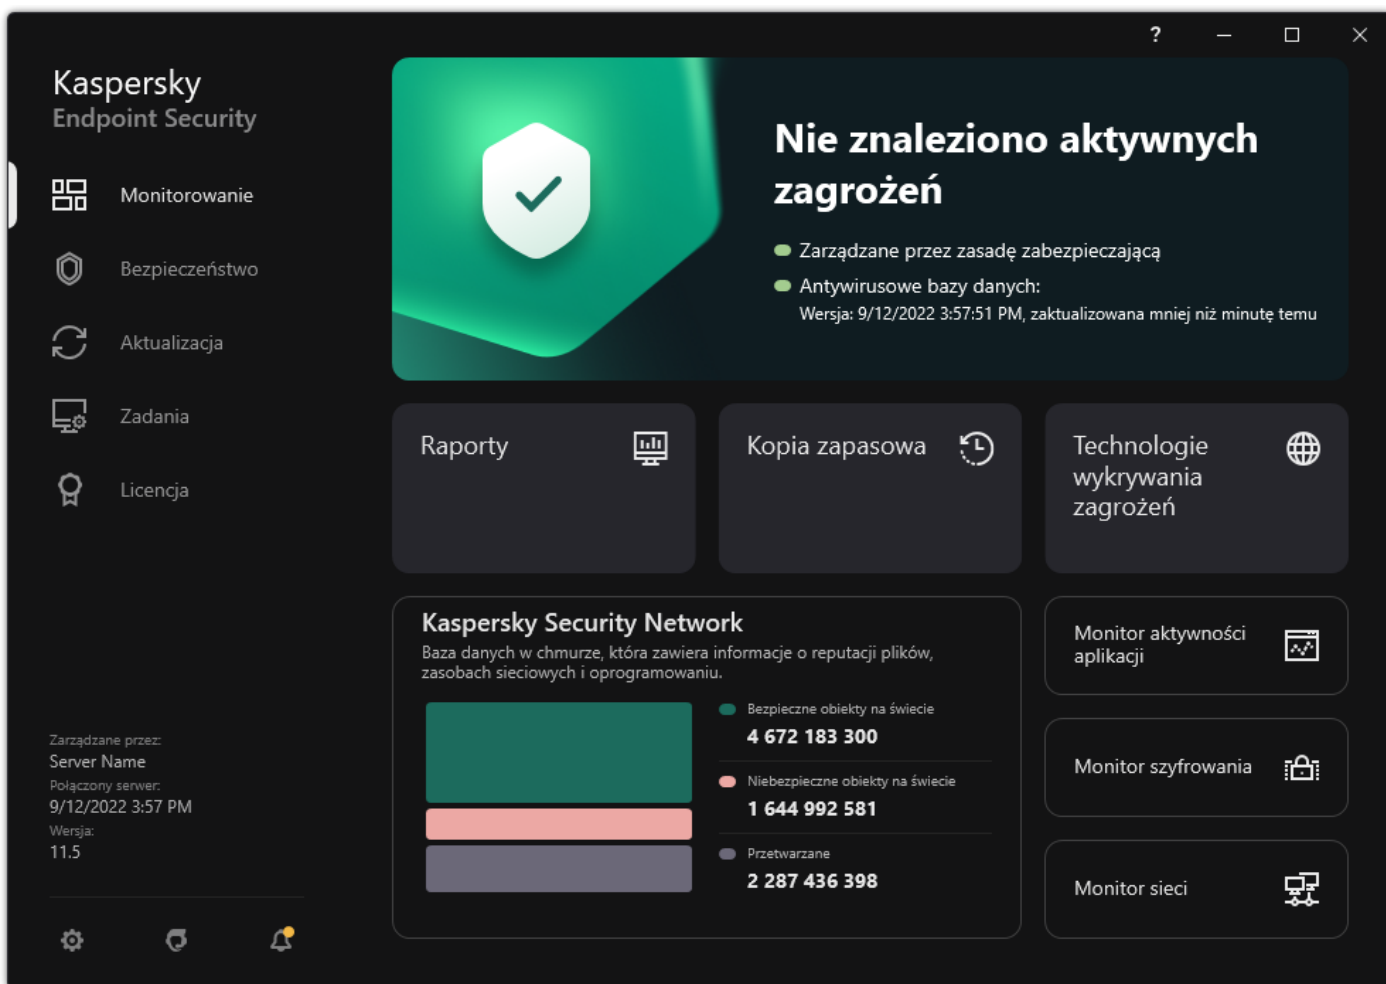 ?
Kaspersky
Endpoint Security
Monitorowanie
Bezpieczeństwo
Aktualizacja
Zadania
Licencja
Zarządzane przez:
Server Name
Połączony serwer:
9/12/2022 3:57 PM
Wersja:
11.5
Nie znaleziono aktywnych
zagrożeń
Zarządzane przez zasadę zabezpieczającą
Antywirusowe bazy danych:
Wersja: 9/12/2022 3:57:51 PM, zaktualizowana mniej niż minutę temu
Raporty
Kopia zapasowa
Technologie
wykrywania
zagrożeń
Kaspersky Security Network
Baza danych w chmurze, która zawiera informacje o reputacji plików,
zasobach sieciowych i oprogramowaniu.
Bezpieczne obiekty na świecie
4 672 183 300
Niebezpieczne obiekty na świecie
1 644 992 581
Przetwarzane
2 287 436 398
Monitor aktywności
aplikacji
Monitor szyfrowania
Monitor sieci